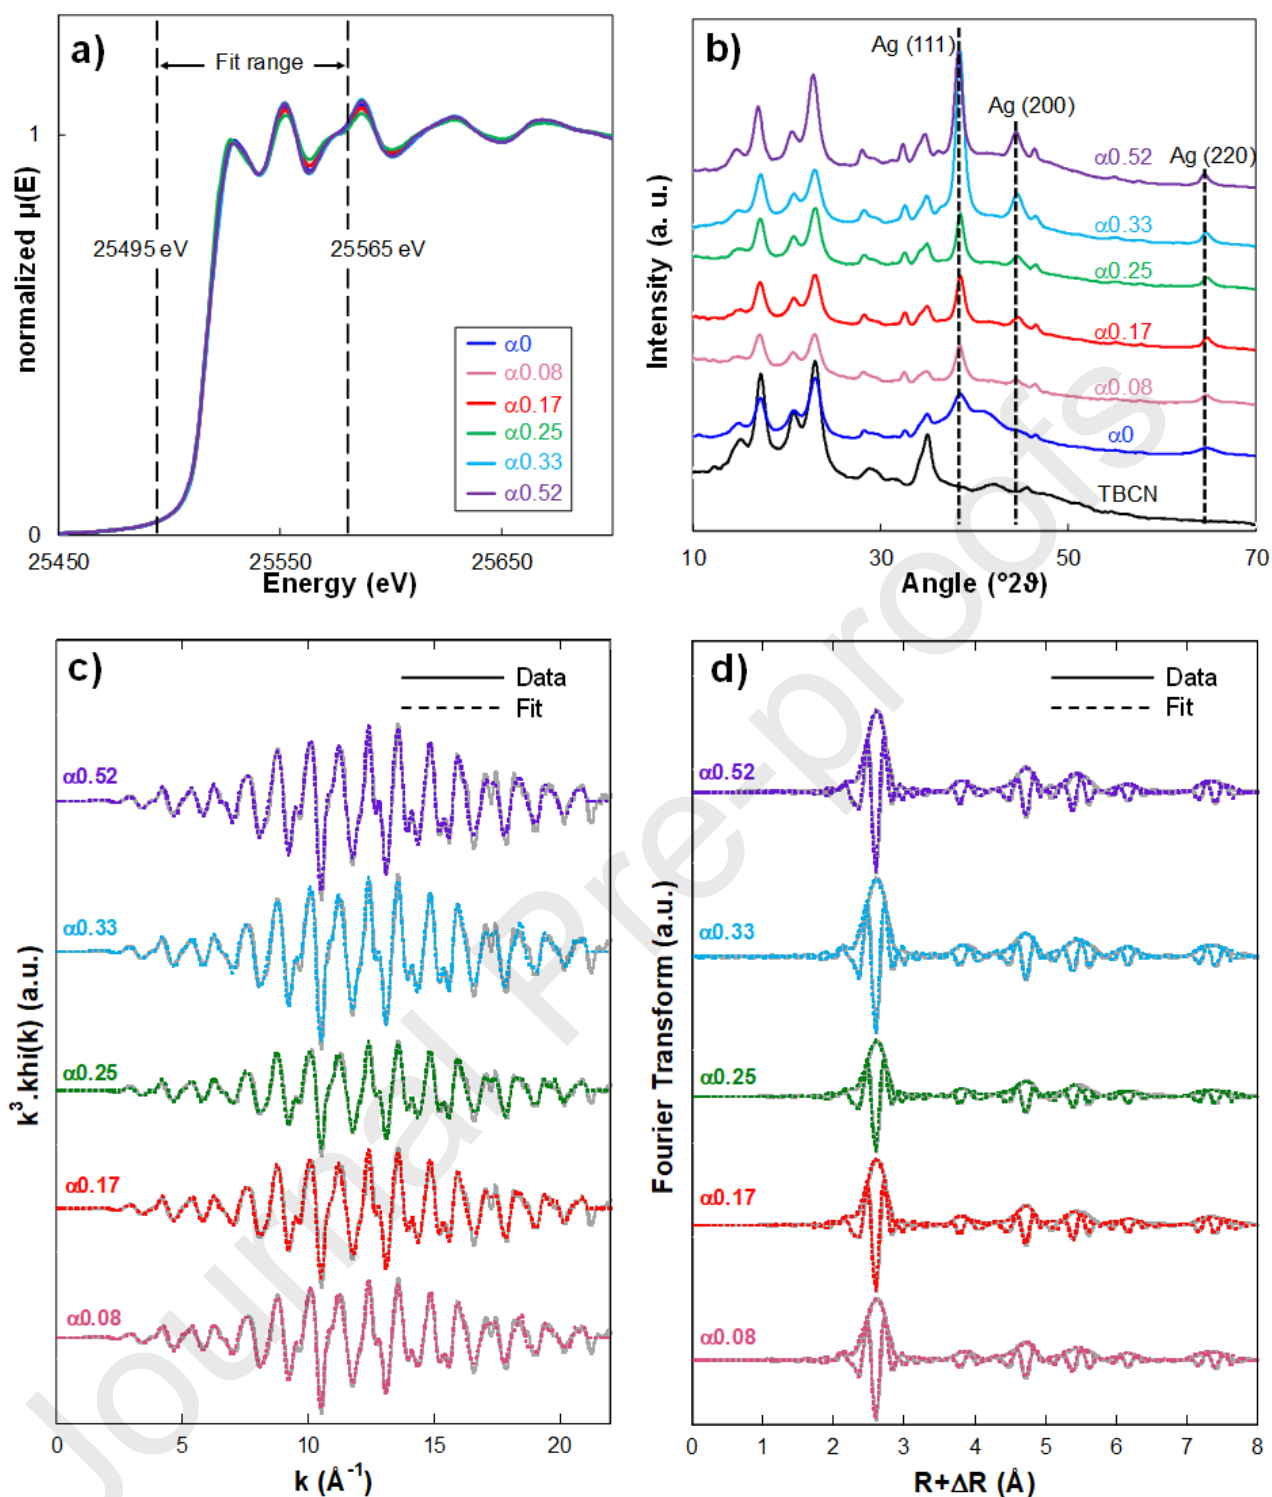 a)
Fit range
1
normalized μ(E)
25495 eV
25565 eV
α0
α0.08
α0.17
α0.25
α0.33
α0.52
0
25450
25550
25650
Energy (eV)
b)
Ag (111)
Ag (200)
Ag (220)
Intensity (a. u.)
α0.52
α0.33
α0.25
α0.17
α0.08
α0
TBCN
10
30
50
70
Angle (°2ϑ)
c)
Data
Fit
α0.52
α0.33
α0.25
α0.17
α0.08
k³.khi(k) (a.u.)
0
5
10
15
20
k (Å⁻¹)
d)
Data
Fit
α0.52
α0.33
α0.25
α0.17
α0.08
Fourier Transform (a.u.)
0
1
2
3
4
5
6
7
8
R+ΔR (Å)
Journal Pre-proofs